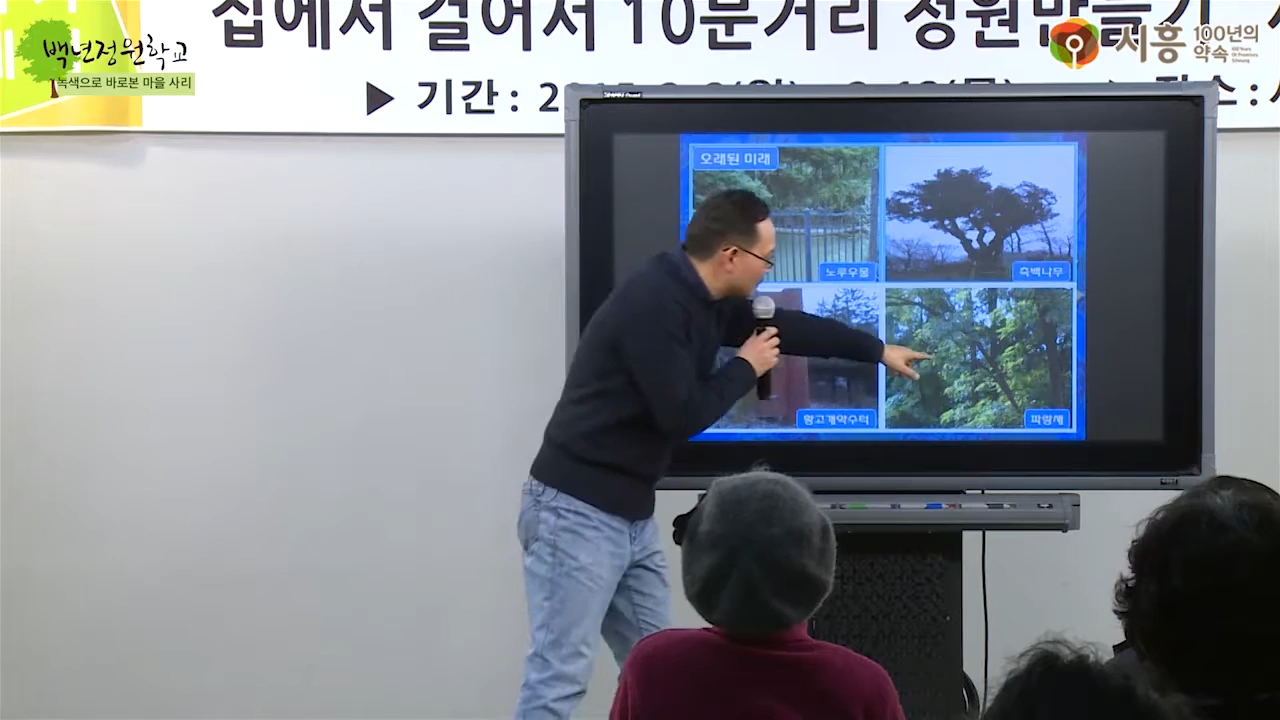 집에서 걸어서 10분거리 정원만들기
백년정원학교
녹색으로 바로본 마을 사리
시흥 100년의 약속
▶ 기간 : 2
소 :
오래된 미래
노루우물
측백나무
황고개약수터
파랑새